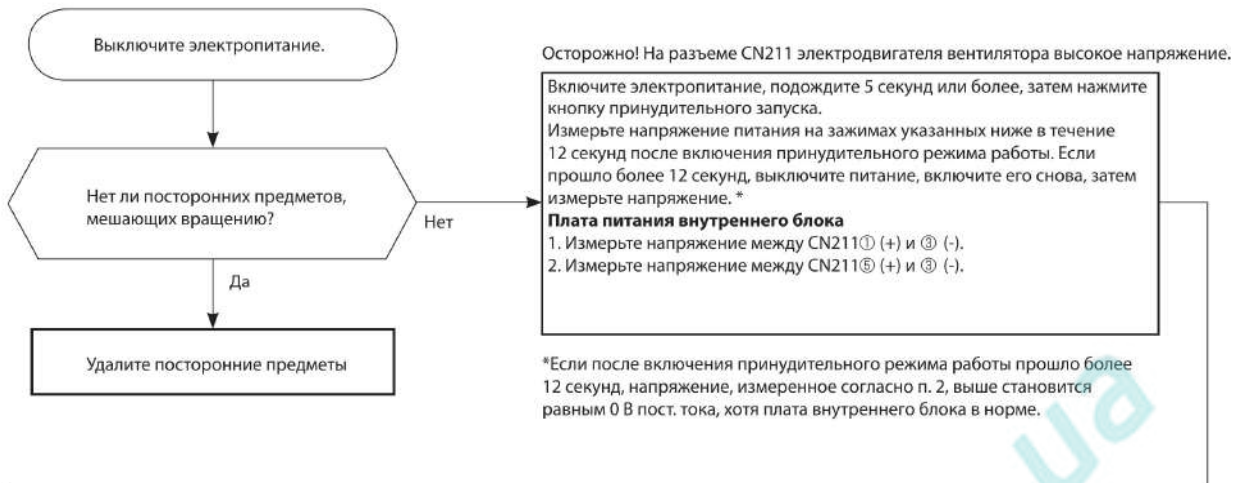 Выключите электропитание.
Нет ли посторонних предметов,
мешающих вращению?
Нет
Да
Удалите посторонние предметы
Осторожно! На разъеме CN211 электродвигателя вентилятора высокое напряжение.
Включите электропитание, подождите 5 секунд или более, затем нажмите
кнопку принудительного запуска.
Измерьте напряжение питания на зажимах указанных ниже в течение
12 секунд после включения принудительного режима работы. Если
прошло более 12 секунд, выключите питание, включите его снова, затем
измерьте напряжение. *
Плата питания внутреннего блока
1. Измерьте напряжение между CN211① (+) и ③ (-).
2. Измерьте напряжение между CN211⑤ (+) и ③ (-).
*Если после включения принудительного режима работы прошло более
12 секунд, напряжение, измеренное согласно п. 2, выше становится
равным 0 В пост. тока, хотя плата внутреннего блока в норме.
ua